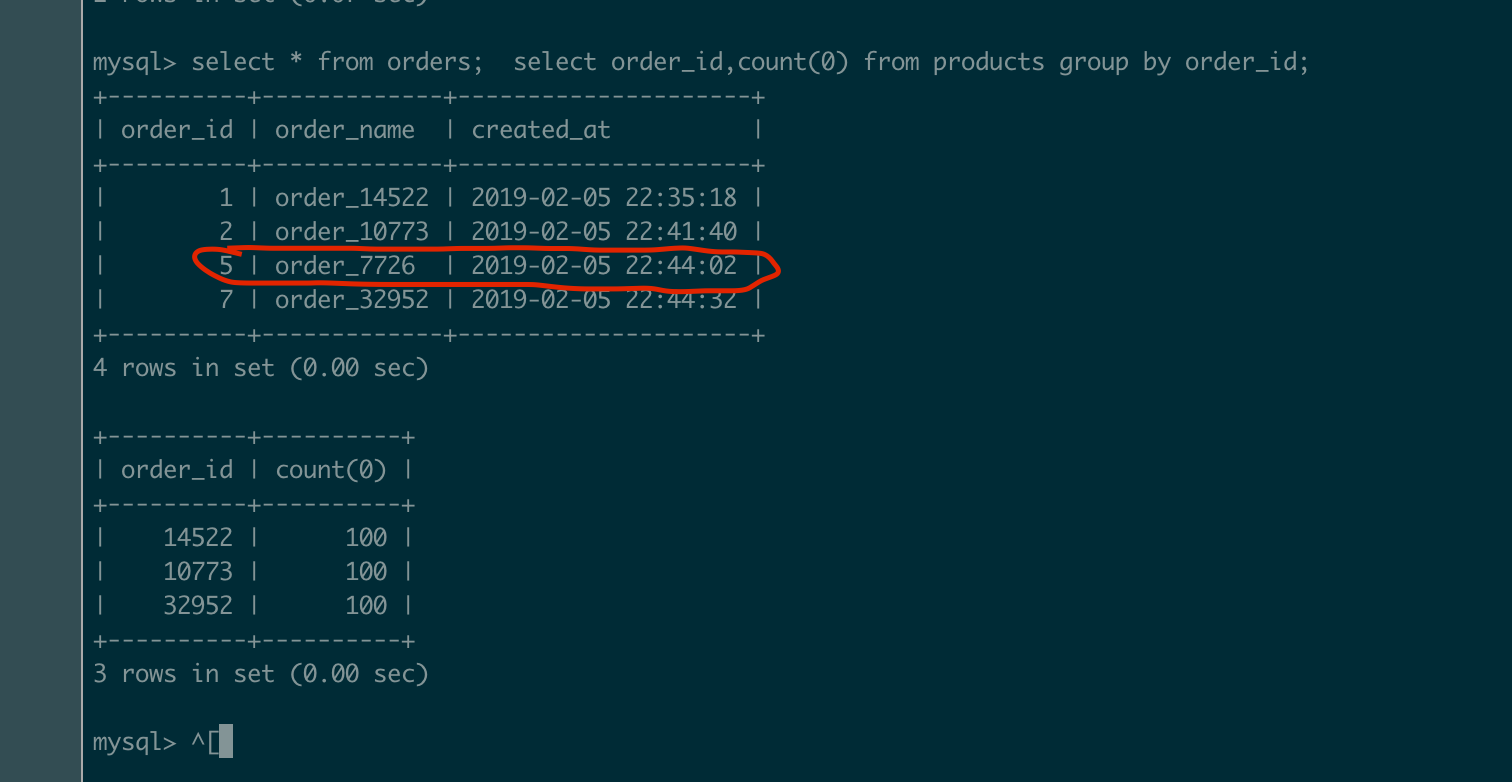 mysql> select * from orders;  select order_id,count(0) from products group by order_id;
+----------+-------------+---------------------+
| order_id | order_name  | created_at          |
+----------+-------------+---------------------+
|        1 | order_14522 | 2019-02-05 22:35:18 |
|        2 | order_10773 | 2019-02-05 22:41:40 |
|        5 | order_7726  | 2019-02-05 22:44:02 |
|        7 | order_32952 | 2019-02-05 22:44:32 |
+----------+-------------+---------------------+
4 rows in set (0.00 sec)
+----------+----------+
| order_id | count(0) |
+----------+----------+
|    14522 |      100 |
|    10773 |      100 |
|    32952 |      100 |
+----------+----------+
3 rows in set (0.00 sec)
mysql> ^[